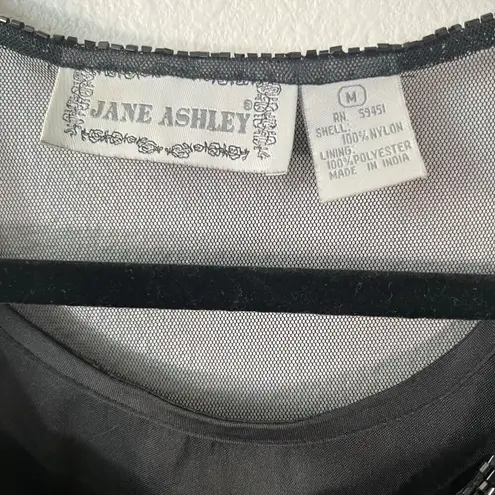 JANE ASHLEY®
M
RN. 59451
SHELL:
100% NYLON
LINING:
100% POLYESTER
MADE IN INDIA